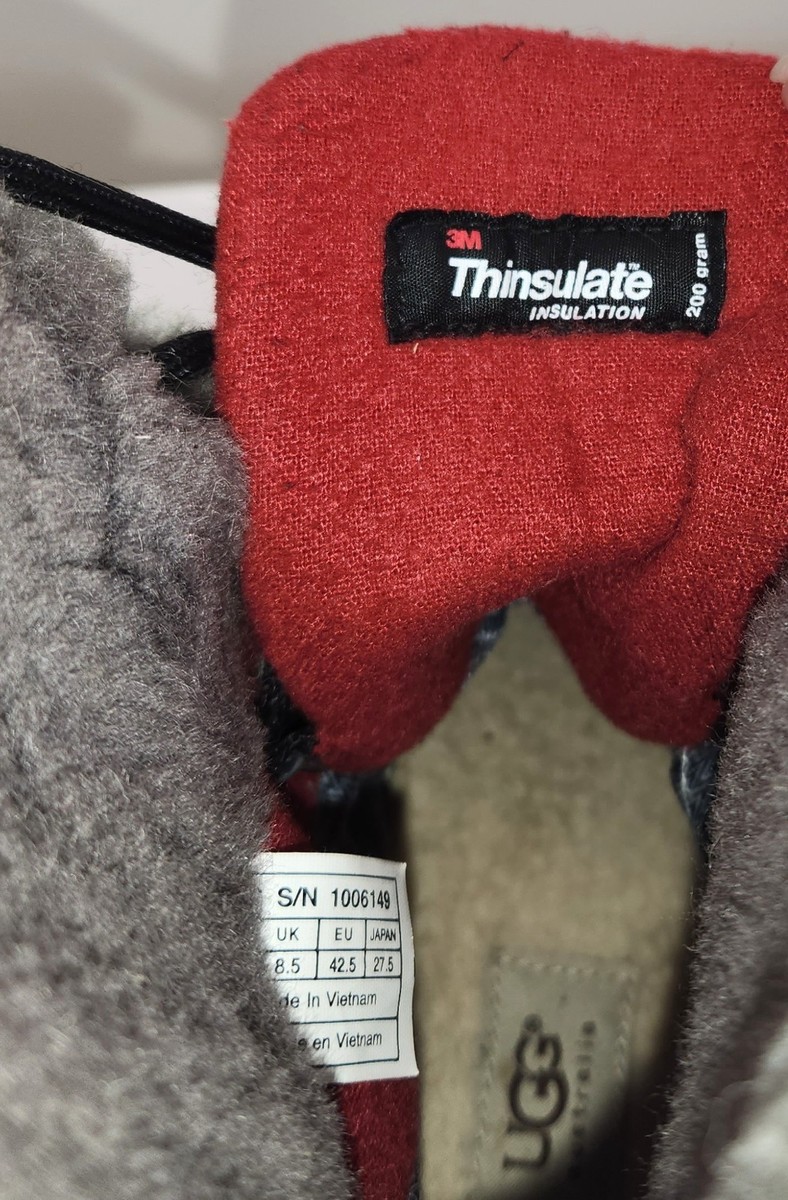 3M
Thinsulate™
INSULATION
200 gram
S/N 1006149
UK EU JAPAN
8.5 42.5 27.5
de In Vietnam
en Vietnam
UGG®